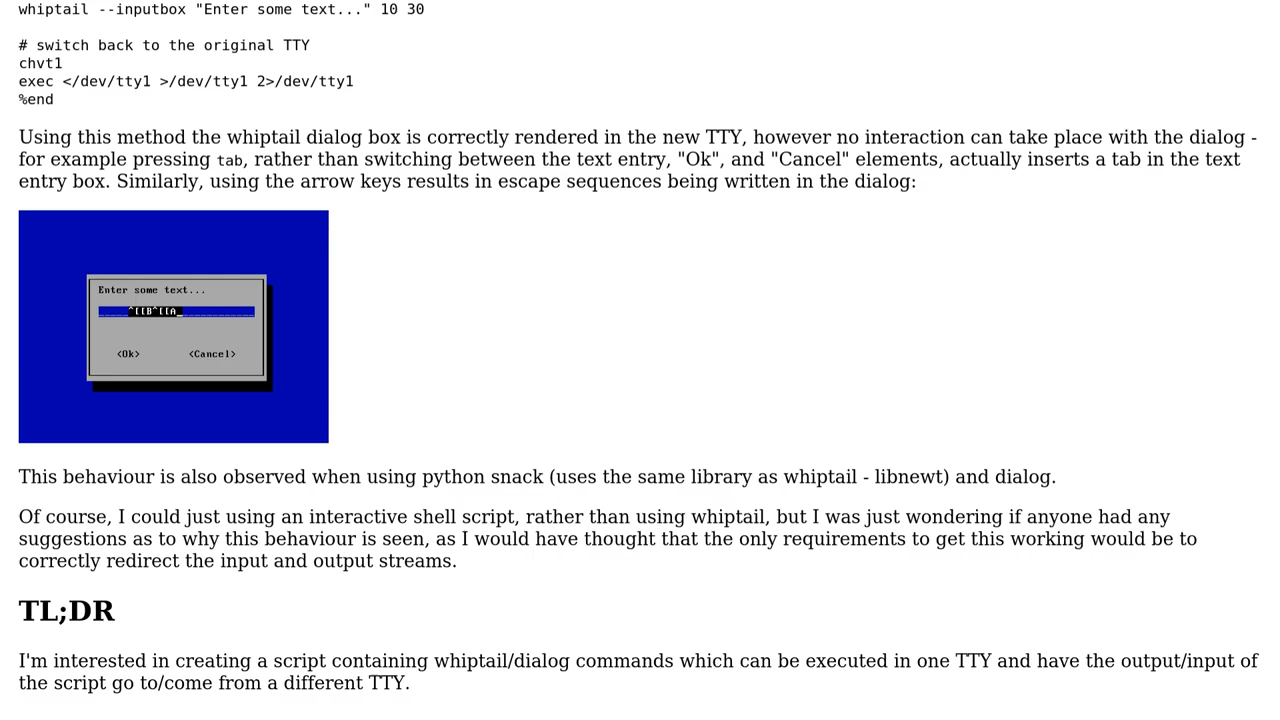 whiptail --inputbox "Enter some text..." 10 30
# switch back to the original TTY
chvt1
exec </dev/tty1 >/dev/tty1 2>/dev/tty1
%end
Using this method the whiptail dialog box is correctly rendered in the new TTY, however no interaction can take place with the dialog -
for example pressing tab, rather than switching between the text entry, "Ok", and "Cancel" elements, actually inserts a tab in the text
entry box. Similarly, using the arrow keys results in escape sequences being written in the dialog:
Enter some text...
^[[B^[[A_
<Ok> <Cancel>
This behaviour is also observed when using python snack (uses the same library as whiptail - libnewt) and dialog.
Of course, I could just using an interactive shell script, rather than using whiptail, but I was just wondering if anyone had any
suggestions as to why this behaviour is seen, as I would have thought that the only requirements to get this working would be to
correctly redirect the input and output streams.
TL;DR
I'm interested in creating a script containing whiptail/dialog commands which can be executed in one TTY and have the output/input of
the script go to/come from a different TTY.